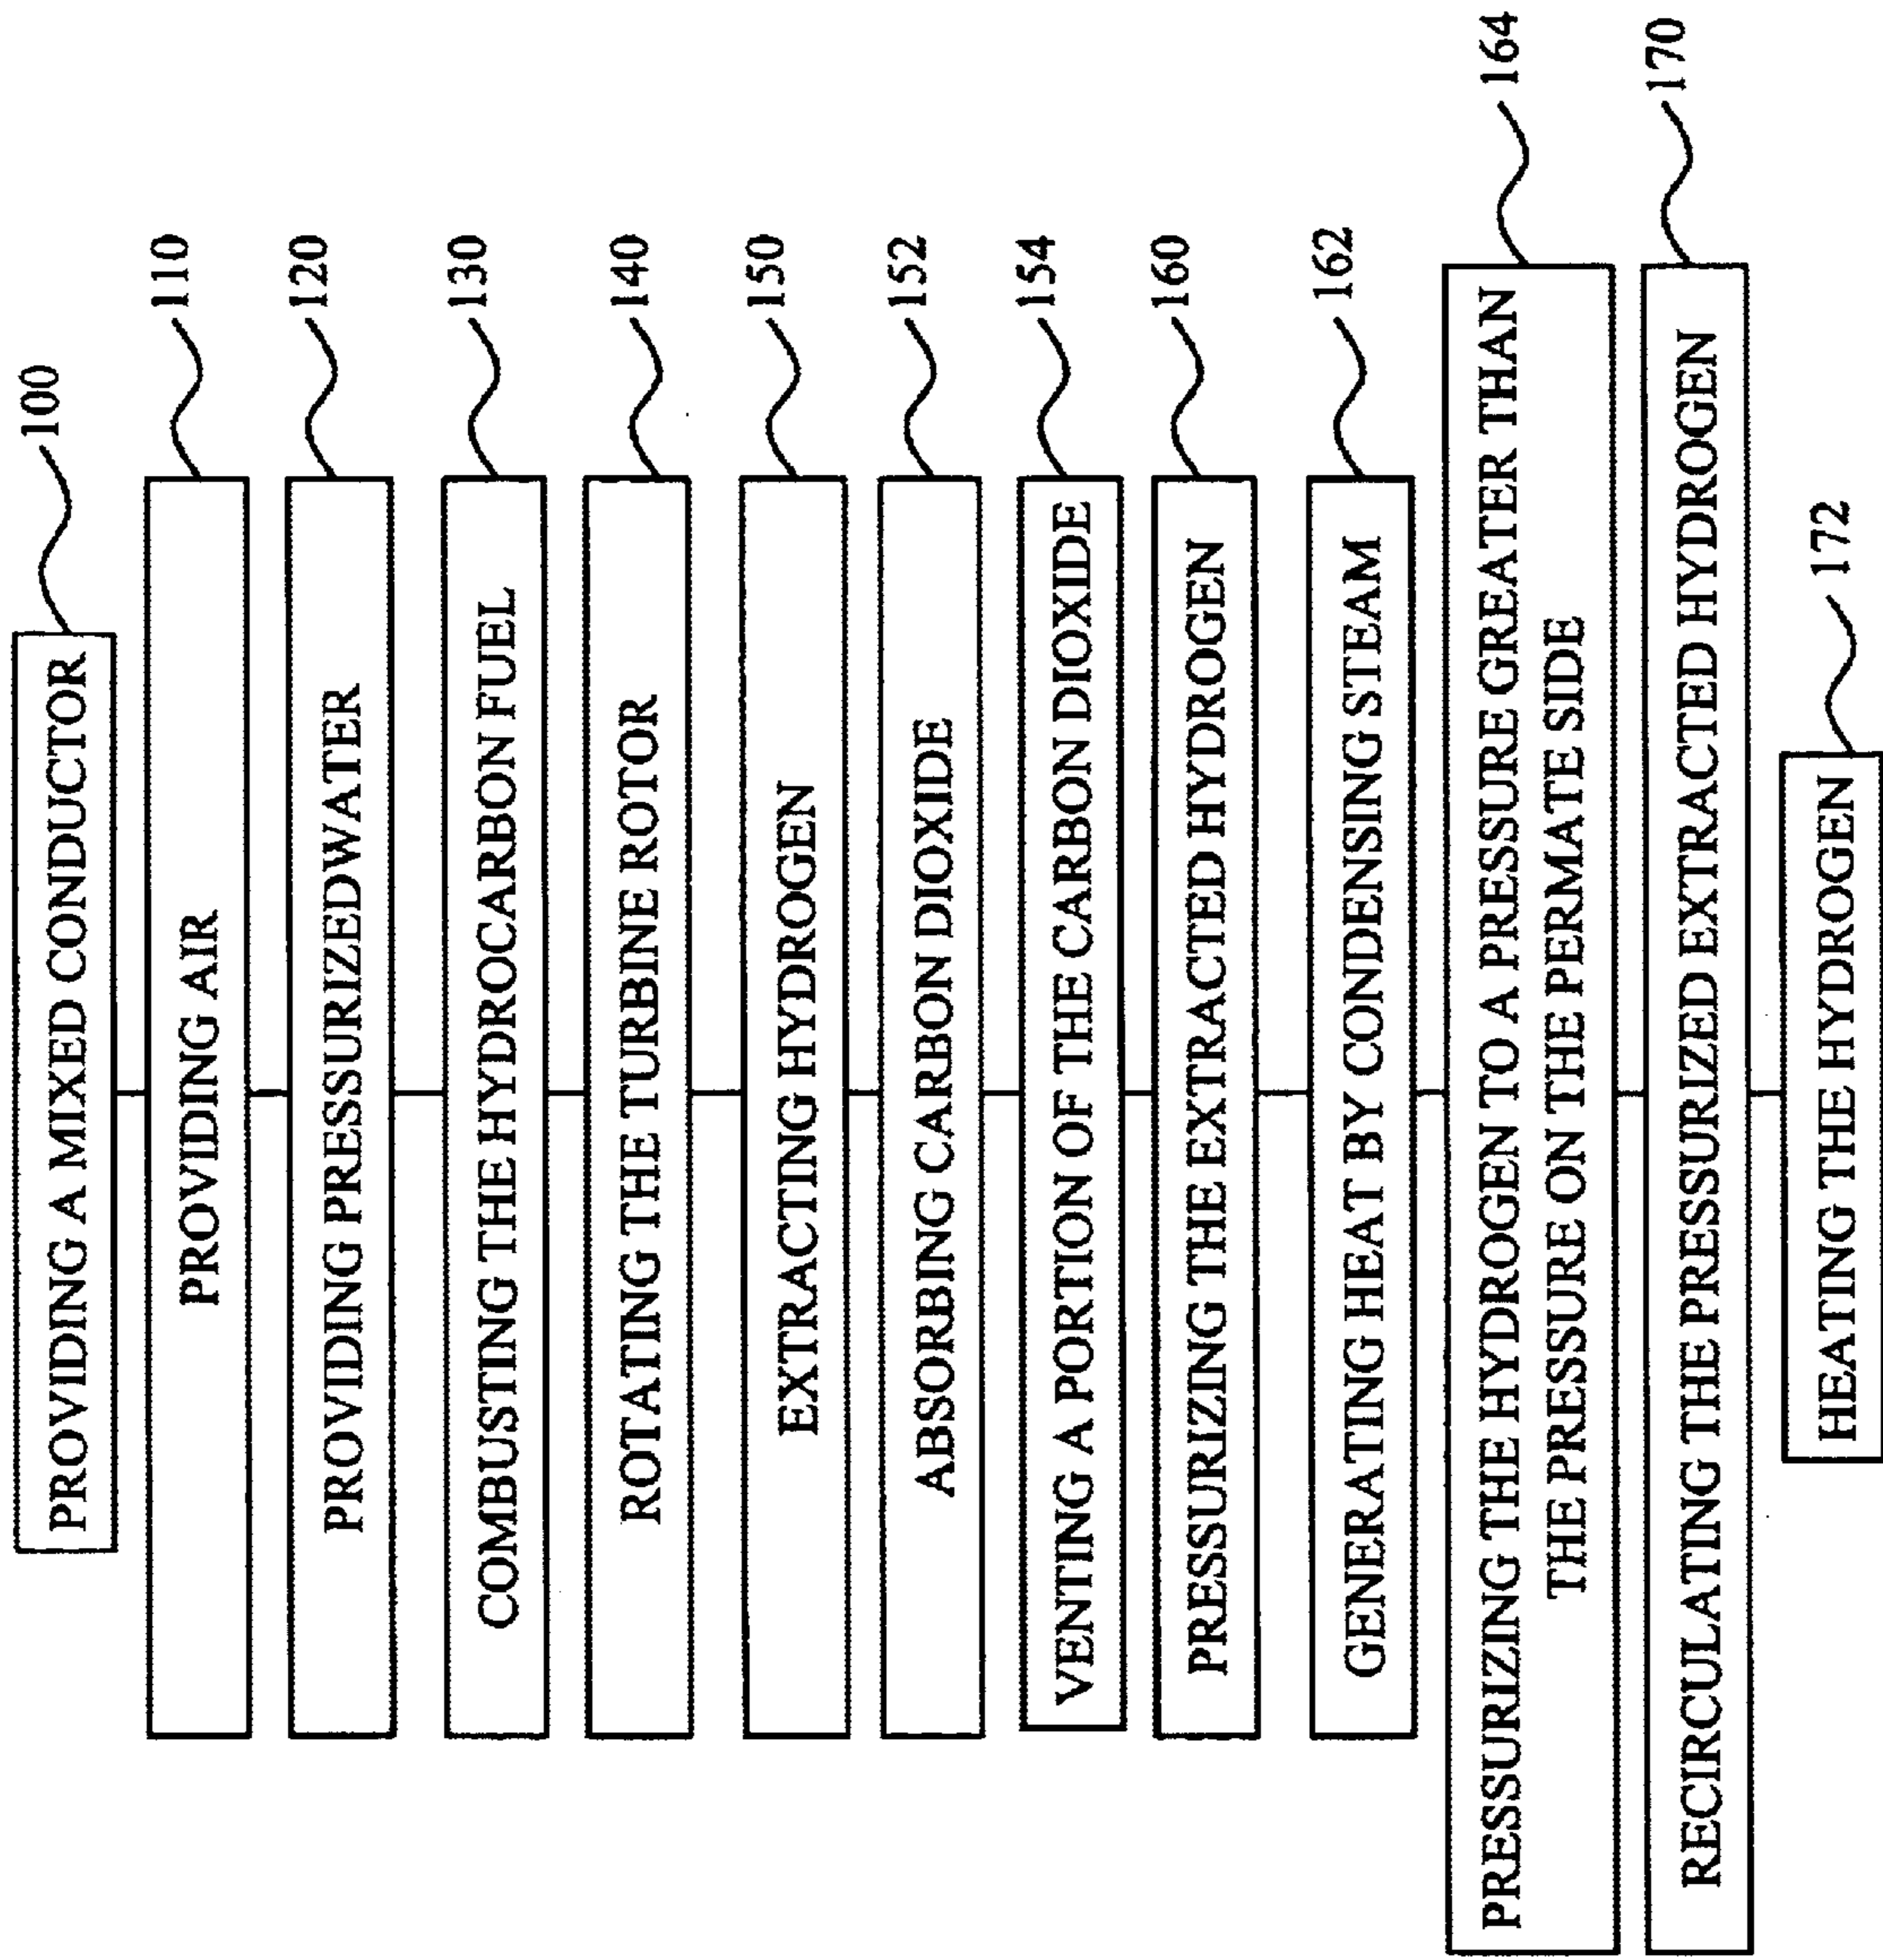 PROVIDING A MIXED CONDUCTOR
100
PROVIDING AIR
110
PROVIDING PRESSURIZEDWATER
120
COMBUSTING THE HYDROCARBON FUEL
130
ROTATING THE TURBINE ROTOR
140
EXTRACTING HYDROGEN
150
ABSORBING CARBON DIOXIDE
152
VENTING A PORTION OF THE CARBON DIOXIDE
154
PRESSURIZING THE EXTRACTED HYDROGEN
160
GENERATING HEAT BY CONDENSING STEAM
162
PRESSURIZING THE HYDROGEN TO A PRESSURE GREATER THAN
THE PRESSURE ON THE PERMATE SIDE
164
RECIRCULATING THE PRESSURIZED EXTRACTED HYDROGEN
170
HEATING THE HYDROGEN
172